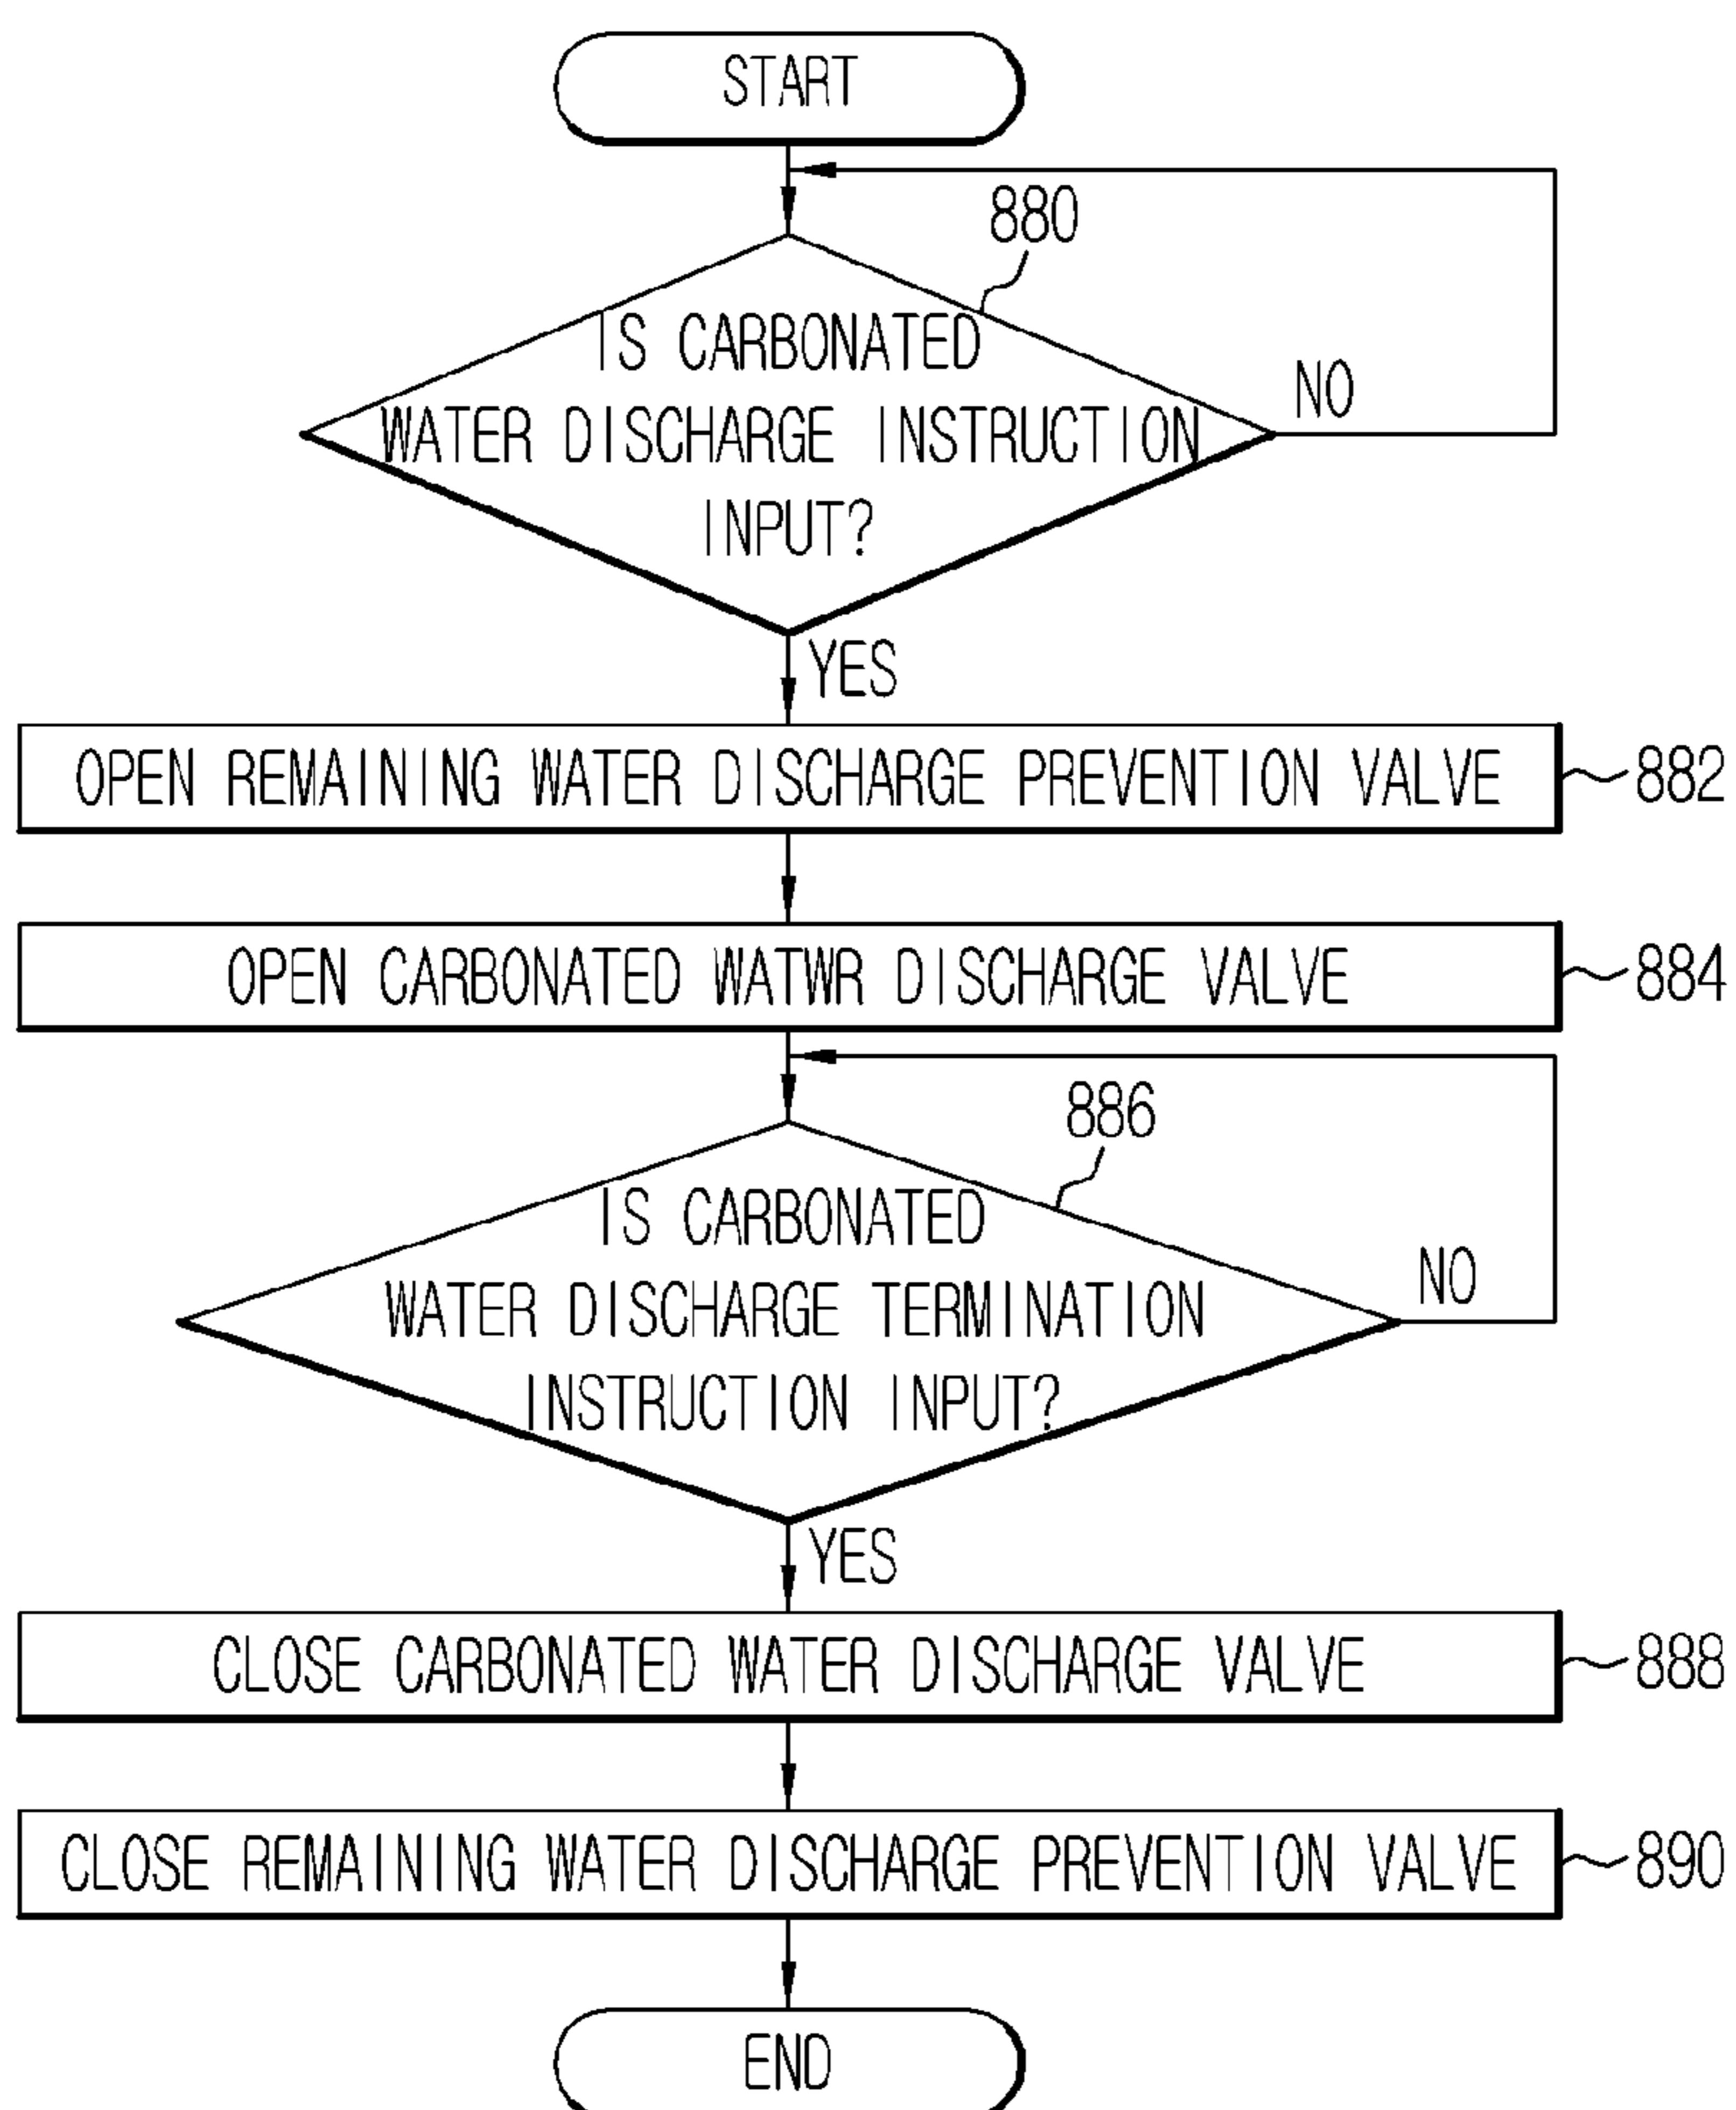 START
880
IS CARBONATED
WATER DISCHARGE INSTRUCTION
INPUT?
NO
YES
OPEN REMAINING WATER DISCHARGE PREVENTION VALVE
882
OPEN CARBONATED WATWR DISCHARGE VALVE
884
886
IS CARBONATED
WATER DISCHARGE TERMINATION
INSTRUCTION INPUT?
NO
YES
CLOSE CARBONATED WATER DISCHARGE VALVE
888
CLOSE REMAINING WATER DISCHARGE PREVENTION VALVE
890
END